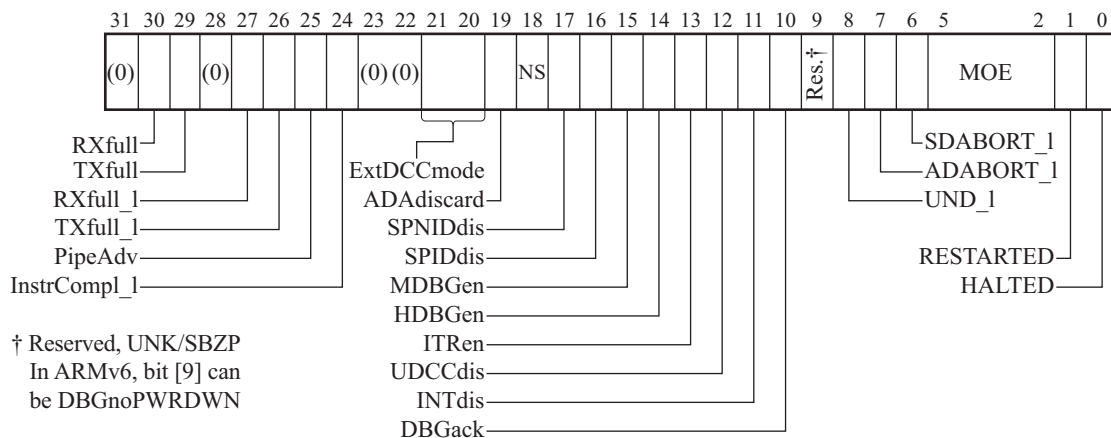 31 30 29 28 27 26 25 24 23 22 21 20 19 18 17 16 15 14 13 12 11 10 9 8 7 6 5 2 1 0
(0) (0) (0) (0) NS Res.† MOE
RXfull
TXfull
RXfull_l
TXfull_l
PipeAdv
InstrCompl_l
ExtDCCmode
ADAdiscard
SPNIDdis
SPIDdis
MDBGen
HDBGen
ITRen
UDCCdis
INTdis
DBGack
SDABORT_l
ADABORT_l
UND_l
RESTARTED
HALTED
† Reserved, UNK/SBZP
In ARMv6, bit [9] can
be DBGnoPWRDWN